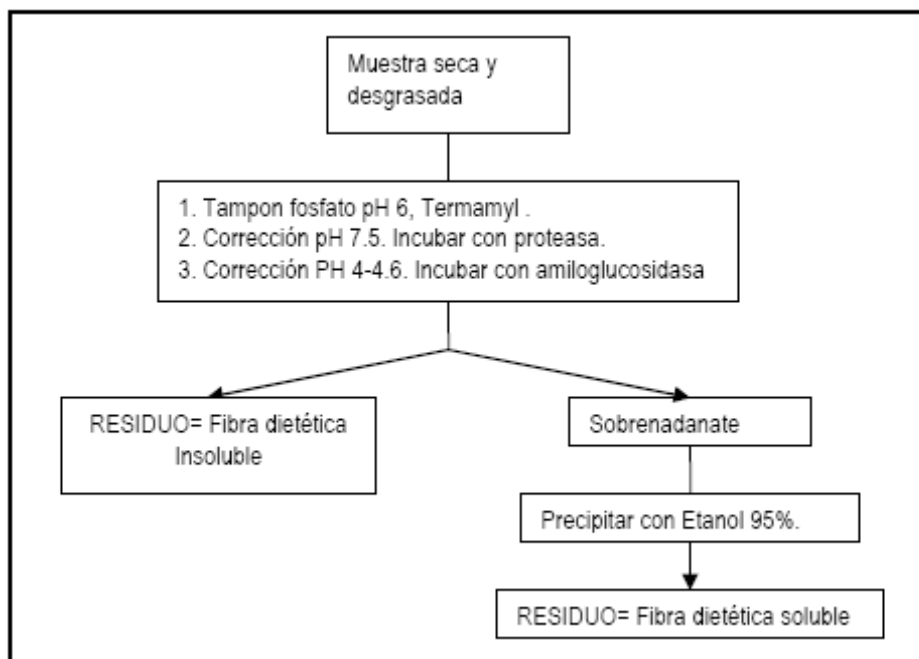 Muestra seca y
desgrasada
1. Tampon fosfato pH 6, Termamyl .
2. Corrección pH 7.5. Incubar con proteasa.
3. Corrección PH 4-4.6. Incubar con amiloglucosidasa
RESIDUO= Fibra dietética
Insoluble
Sobrenadanate
Precipitar con Etanol 95%.
RESIDUO= Fibra dietética soluble